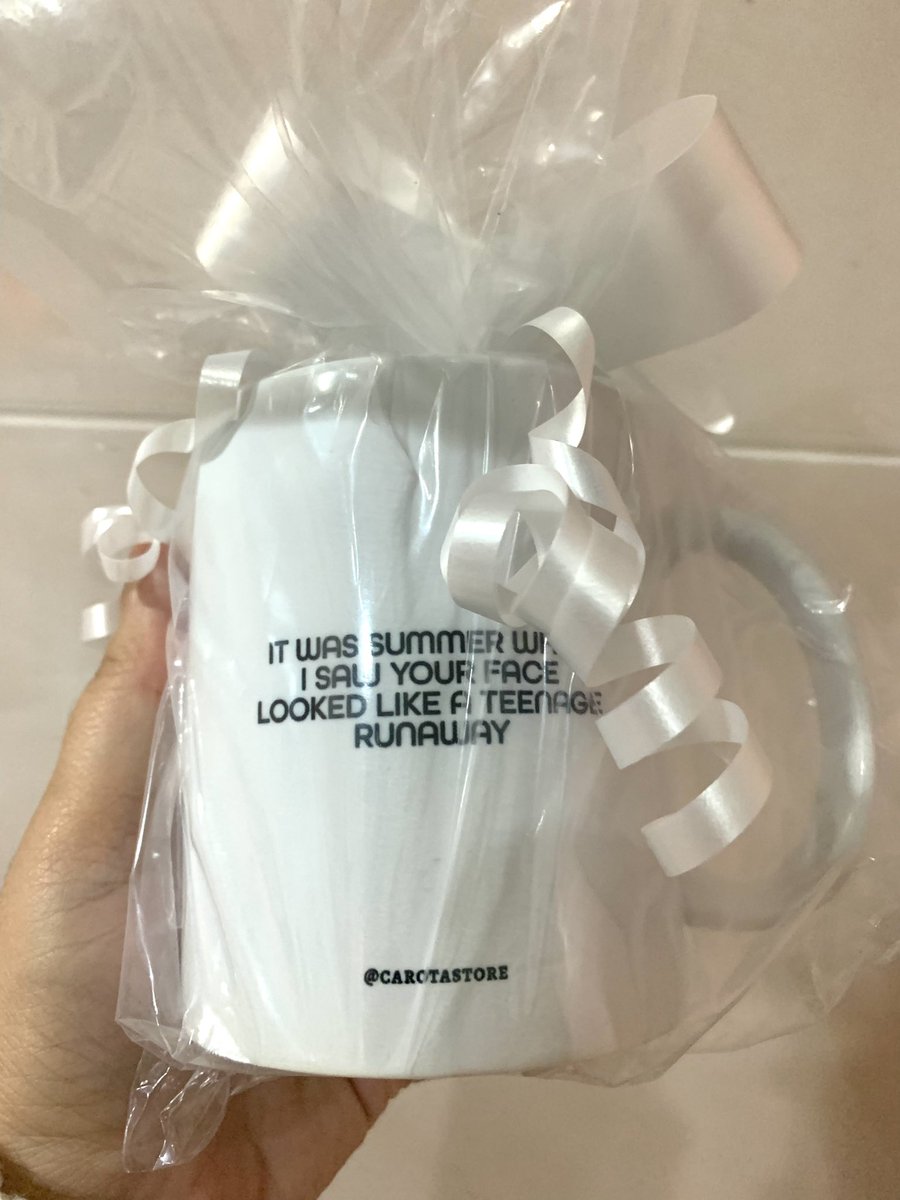 IT WAS SUMMER
I SAW YOUR FACE
LOOKED LIKE A TEENAGE
RUNAWAY
@CAROTASTORE